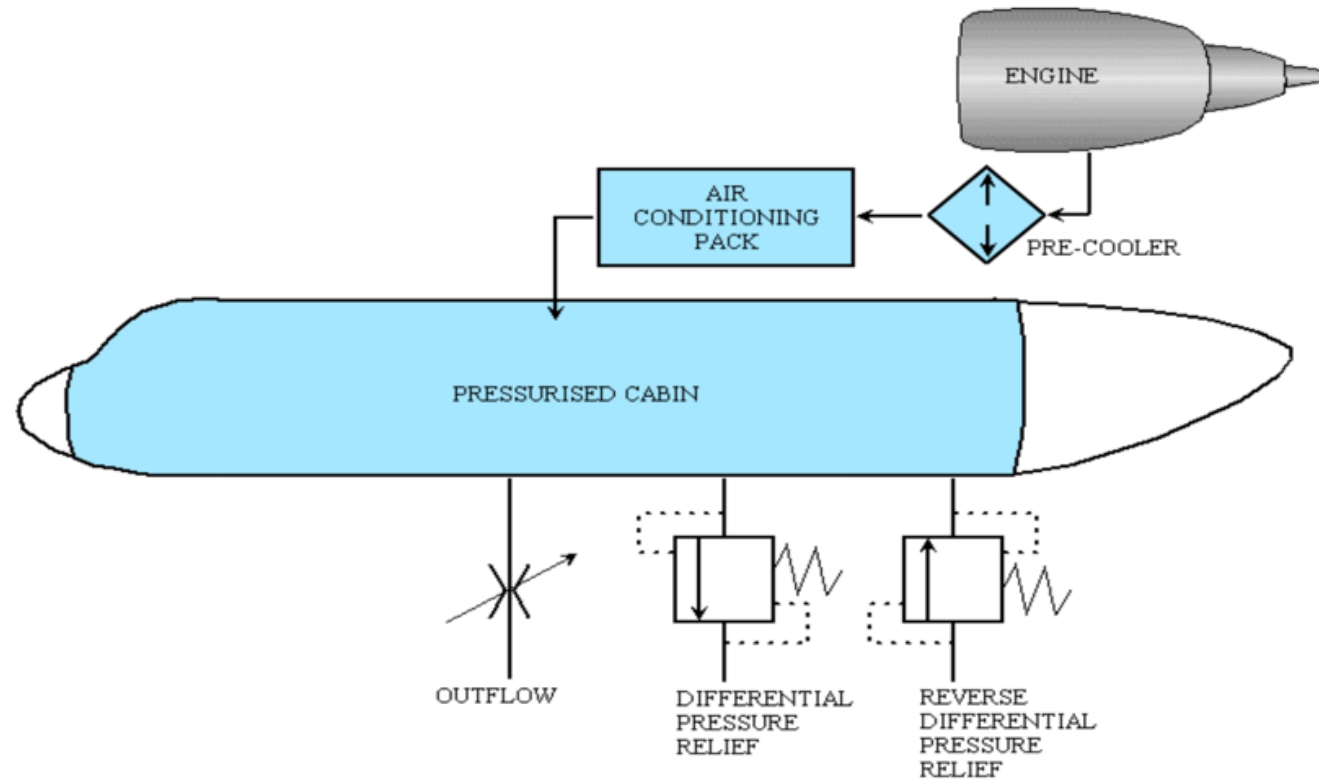 ENGINE
AIR
CONDITIONING
PACK
PRE-COOLER
PRESSURISED CABIN
OUTFLOW
DIFFERENTIAL
PRESSURE
RELIEF
REVERSE
DIFFERENTIAL
PRESSURE
RELIEF